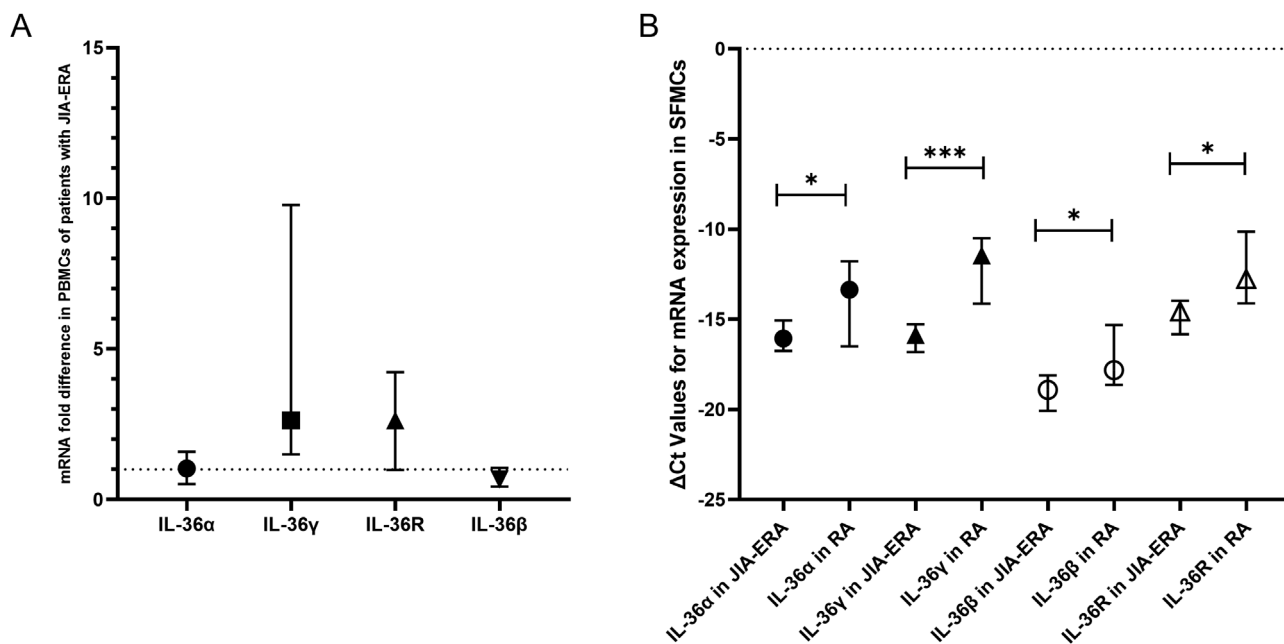 A
mRNA fold difference in PBMCs of patients with JIA-ERA
15
10
5
0
IL-36α
IL-36γ
IL-36R
IL-36β
B
ΔCt Values for mRNA expression in SFMCs
0
-5
-10
-15
-20
-25
*
***
*
*
IL-36α in JIA-ERA
IL-36α in RA
IL-36γ in JIA-ERA
IL-36γ in RA
IL-36β in JIA-ERA
IL-36β in RA
IL-36R in JIA-ERA
IL-36R in RA